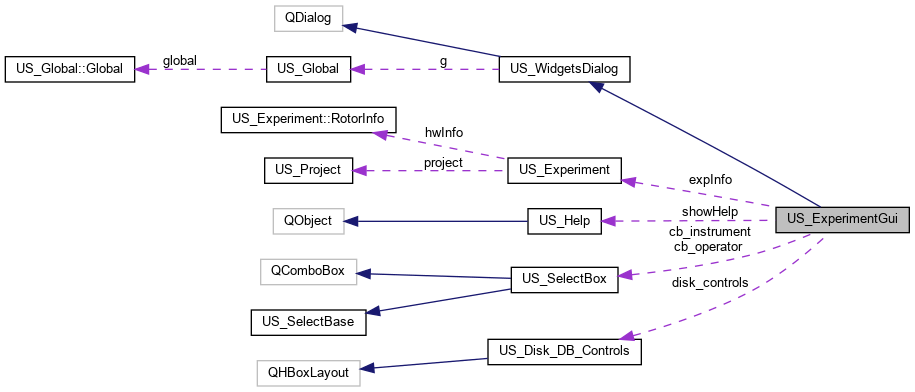 QDialog
US_Global::Global
global
US_Global
g
US_WidgetsDialog
US_Experiment::RotorInfo
hwInfo
US_Project
project
US_Experiment
expInfo
QObject
US_Help
showHelp
US_ExperimentGui
cb_instrument
cb_operator
QComboBox
US_SelectBox
disk_controls
US_SelectBase
US_Disk_DB_Controls
QHBoxLayout